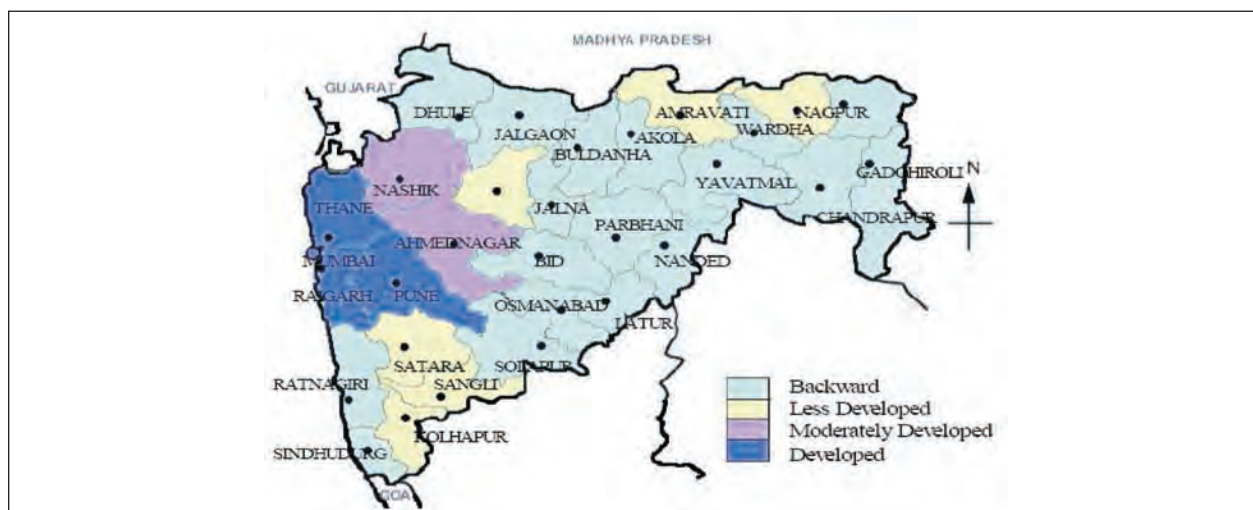 MADHYA PRADESH
GUJARAT
DHULE
JALGAON
BULDANHA
AKOLA
AMRAVATI
WARDHA
NAGPUR
GADCHIROLI
N
NASHIK
YAVATMAL
THANE
JALNA
CHANDRAPUR
PARBHANI
AHMEDNAGAR
MUMBAI
BID
NANDED
RAIGARH
PUNE
OSMANABAD
LATUR
SATARA
SOLAPUR
RATNAGIRI
SANGLI
KOLHAPUR
SINDHUDURG
GOA
Backward
Less Developed
Moderately Developed
Developed